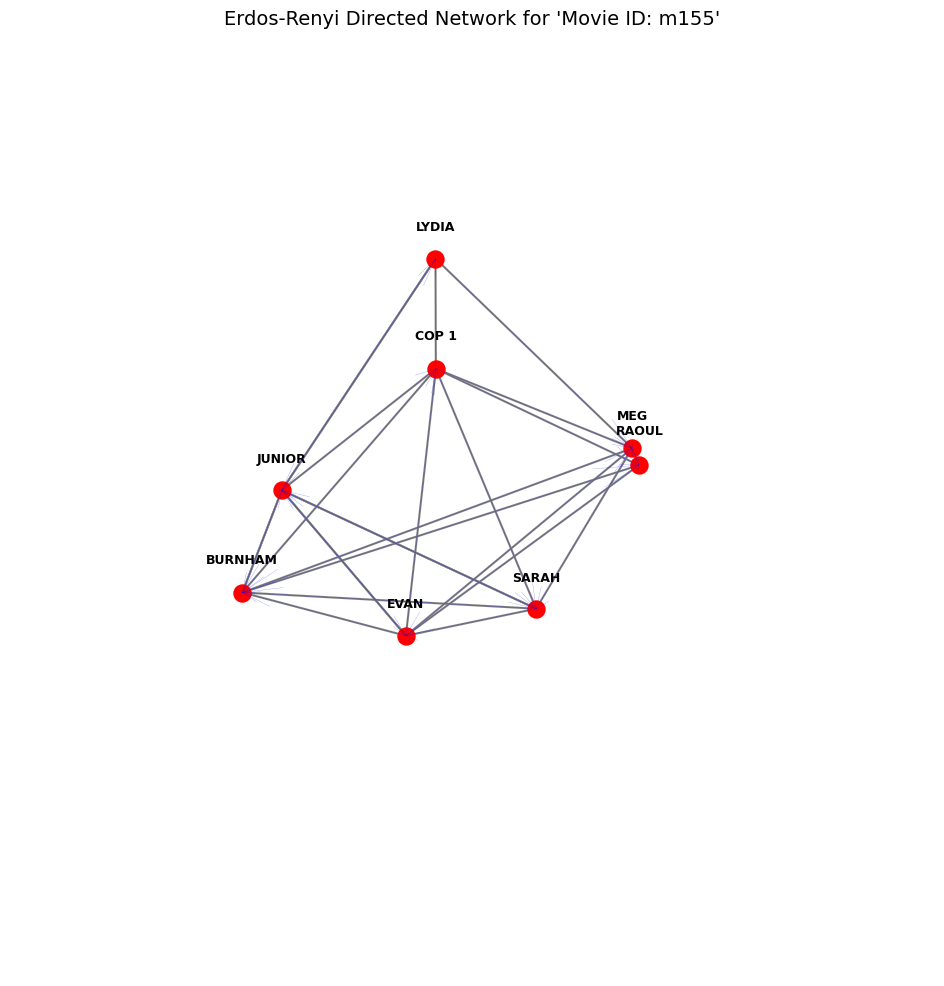 Erdos-Renyi Directed Network for 'Movie ID: m155'
LYDIA
COP 1
MEG
RAOUL
JUNIOR
BURNHAM
SARAH
EVAN